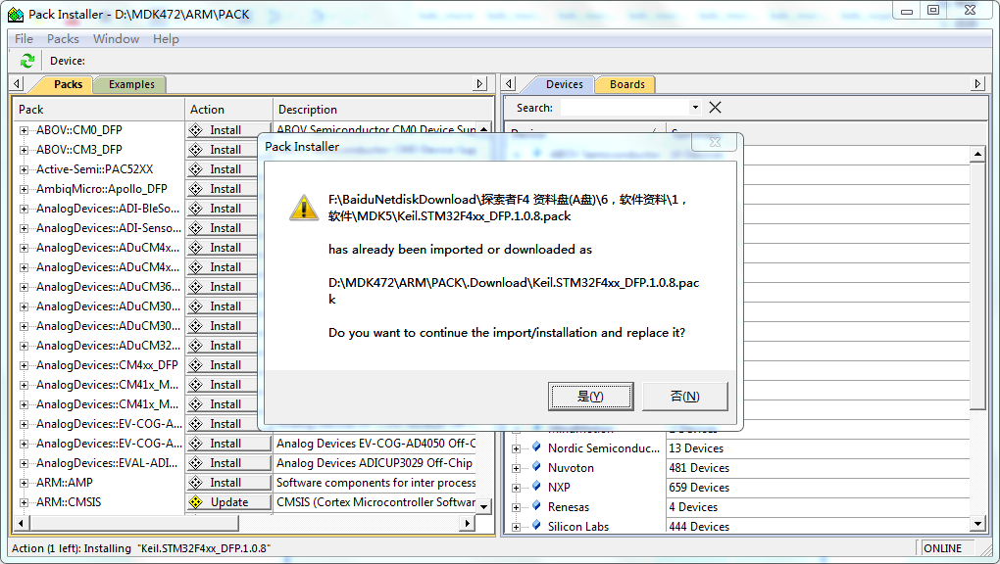 Pack Installer - D:\MDK472\ARM\PACK
File Packs Window Help
Device:
Packs Examples
Devices Boards
Search:
Pack Action Description
ABOV::CM0_DFP Install ABOV Semiconductor CM0 Device Sup
ABOV::CM3_DFP Install
Active-Semi::PAC52XX Install
AmbiqMicro::Apollo_DFP Install
AnalogDevices::ADI-BleSo... Install
AnalogDevices::ADI-Senso... Install
AnalogDevices::ADuCM4x... Install
AnalogDevices::ADuCM4x... Install
AnalogDevices::ADuCM36... Install
AnalogDevices::ADuCM30... Install
AnalogDevices::ADuCM30... Install
AnalogDevices::ADuCM32... Install
AnalogDevices::CM4xx_DFP Install
AnalogDevices::CM41x_M... Install
AnalogDevices::CM41x_M... Install
AnalogDevices::EV-COG-A... Install
AnalogDevices::EV-COG-A... Install Analog Devices EV-COG-AD4050 Off-C
AnalogDevices::EVAL-ADI... Install Analog Devices ADICUP3029 Off-Chip
ARM::AMP Install Software components for inter process
ARM::CMSIS Update CMSIS (Cortex Microcontroller Softwar
Pack Installer
F:\BaiduNetdiskDownload\探索者F4 资料盘(A盘)\6，软件资料\1，
软件\MDK5\Keil.STM32F4xx_DFP.1.0.8.pack
has already been imported or downloaded as
D:\MDK472\ARM\PACK\.Download\Keil.STM32F4xx_DFP.1.0.8.pac
k
Do you want to continue the import/installation and replace it?
是(Y) 否(N)
Nordic Semiconduc... 13 Devices
Nuvoton 481 Devices
NXP 659 Devices
Renesas 4 Devices
Silicon Labs 444 Devices
Action (1 left): Installing "Keil.STM32F4xx_DFP.1.0.8"
ONLINE